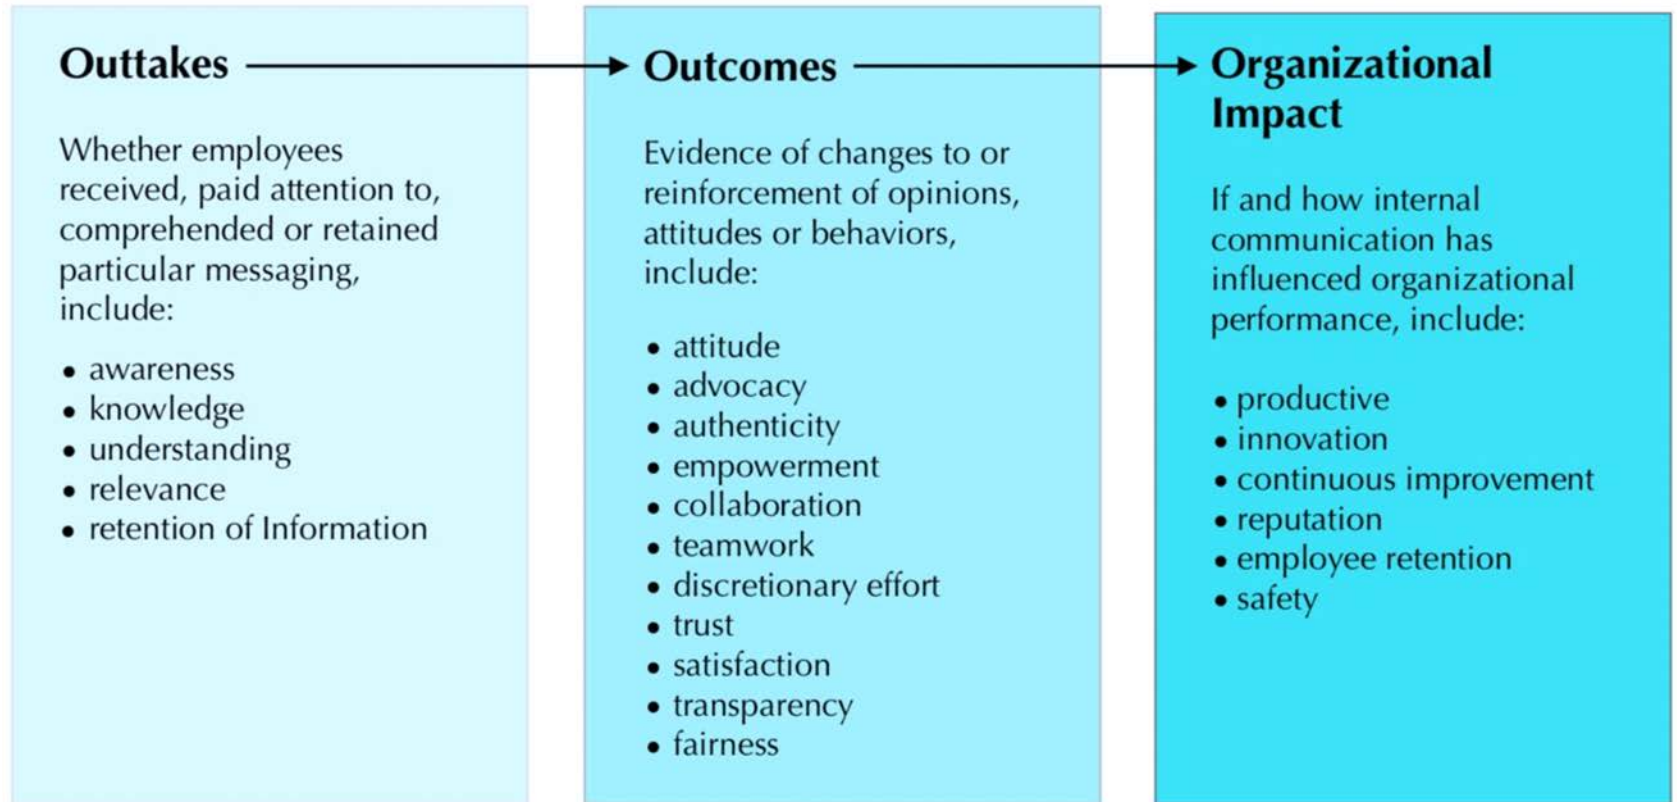 Outtakes
Whether employees
received, paid attention to,
comprehended or retained
particular messaging,
include:
• awareness
• knowledge
• understanding
• relevance
• retention of Information
Outcomes
Evidence of changes to or
reinforcement of opinions,
attitudes or behaviors,
include:
• attitude
• advocacy
• authenticity
• empowerment
• collaboration
• teamwork
• discretionary effort
• trust
• satisfaction
• transparency
• fairness
Organizational
Impact
If and how internal
communication has
influenced organizational
performance, include:
• productive
• innovation
• continuous improvement
• reputation
• employee retention
• safety